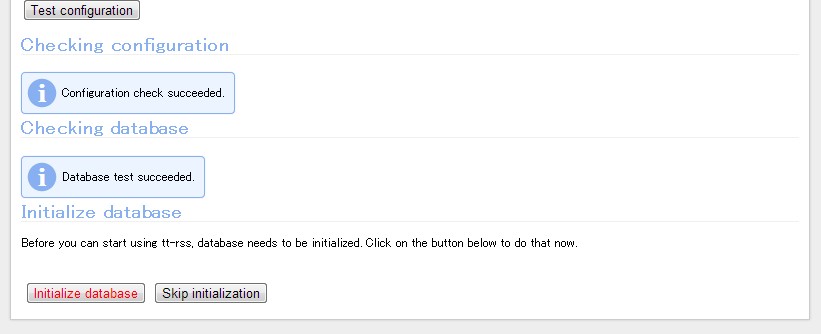 Test configuration
Checking configuration
Configuration check succeeded.
Checking database
Database test succeeded.
Initialize database
Before you can start using tt-rss, database needs to be initialized. Click on the button below to do that now.
Initialize database Skip initialization